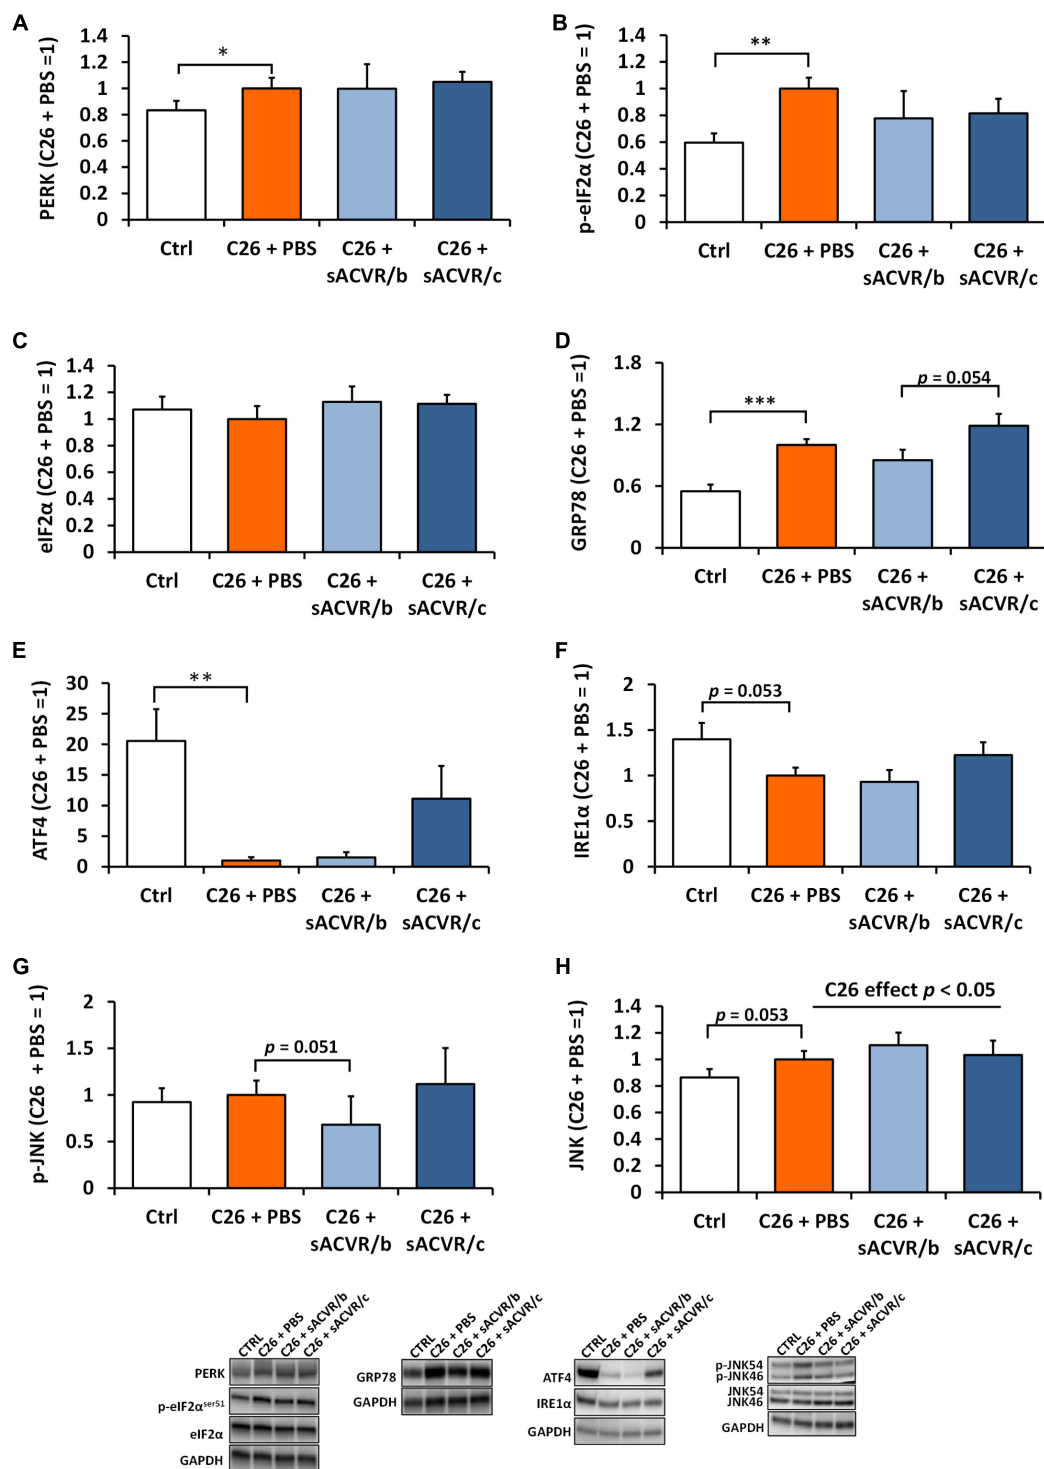 A
PERK (C26 + PBS =1)
1.4
1.2
1
0.8
0.6
0.4
0.2
0
*
Ctrl
C26 + PBS
C26 +
sACVR/b
C26 +
sACVR/c
B
p-eIF2α (C26 + PBS = 1)
1.4
1.2
1
0.8
0.6
0.4
0.2
0
**
Ctrl
C26 + PBS
C26 +
sACVR/b
C26 +
sACVR/c
C
eIF2α (C26 + PBS = 1)
1.4
1.2
1
0.8
0.6
0.4
0.2
0
Ctrl
C26 + PBS
C26 +
sACVR/b
C26 +
sACVR/c
D
GRP78 (C26 + PBS =1)
1.8
1.2
0.6
0
***
p = 0.054
Ctrl
C26 + PBS
C26 +
sACVR/b
C26 +
sACVR/c
E
ATF4 (C26 + PBS =1)
30
25
20
15
10
5
0
**
Ctrl
C26 + PBS
C26 +
sACVR/b
C26 +
sACVR/c
F
IRE1α (C26 + PBS = 1)
2
1.5
1
0.5
0
p = 0.053
Ctrl
C26 + PBS
C26 +
sACVR/b
C26 +
sACVR/c
G
p-JNK (C26 + PBS = 1)
2
1.5
1
0.5
0
p = 0.051
Ctrl
C26 + PBS
C26 +
sACVR/b
C26 +
sACVR/c
H
JNK (C26 + PBS =1)
1.4
1.2
1
0.8
0.6
0.4
0.2
0
p = 0.053
C26 effect p < 0.05
Ctrl
C26 + PBS
C26 +
sACVR/b
C26 +
sACVR/c
CTRL
C26 + PBS
C26 + sACVR/b
C26 + sACVR/c
PERK
p-eIF2αser51
eIF2α
GAPDH
CTRL
C26 + PBS
C26 + sACVR/b
C26 + sACVR/c
GRP78
GAPDH
CTRL
C26 + PBS
C26 + sACVR/b
C26 + sACVR/c
ATF4
IRE1α
GAPDH
CTRL
C26 + PBS
C26 + sACVR/b
C26 + sACVR/c
p-JNK54
p-JNK46
JNK54
JNK46
GAPDH